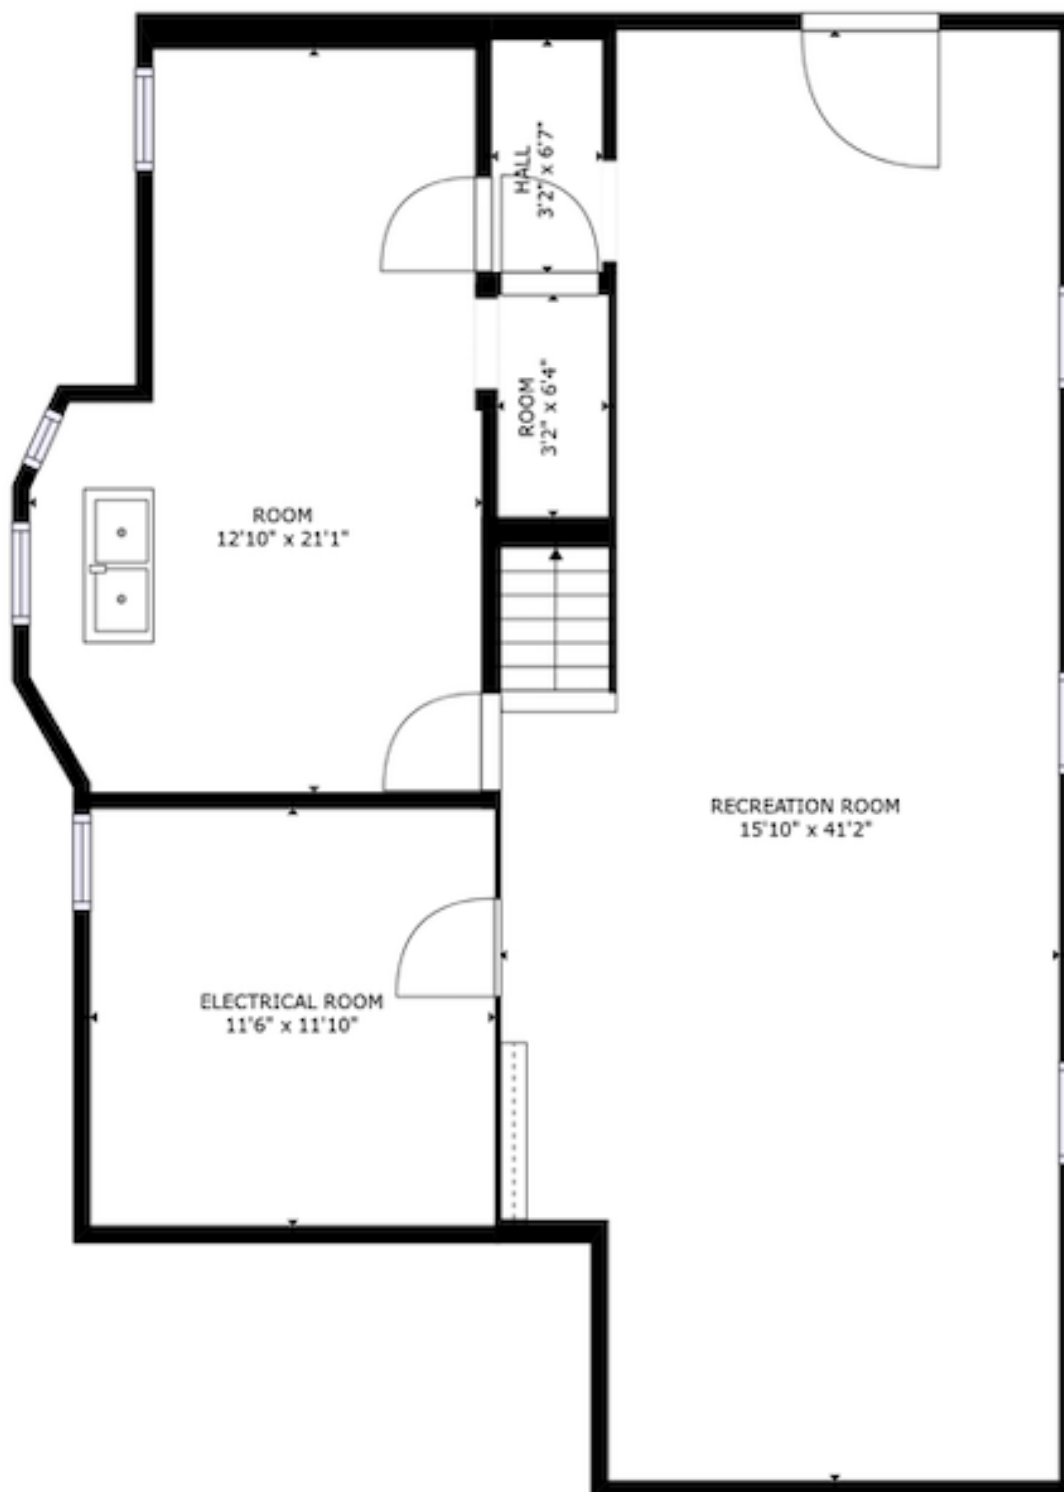 HALL
3'2" x 6'7"
ROOM
3'2" x 6'4"
ROOM
12'10" x 21'1"
RECREATION ROOM
15'10" x 41'2"
ELECTRICAL ROOM
11'6" x 11'10"